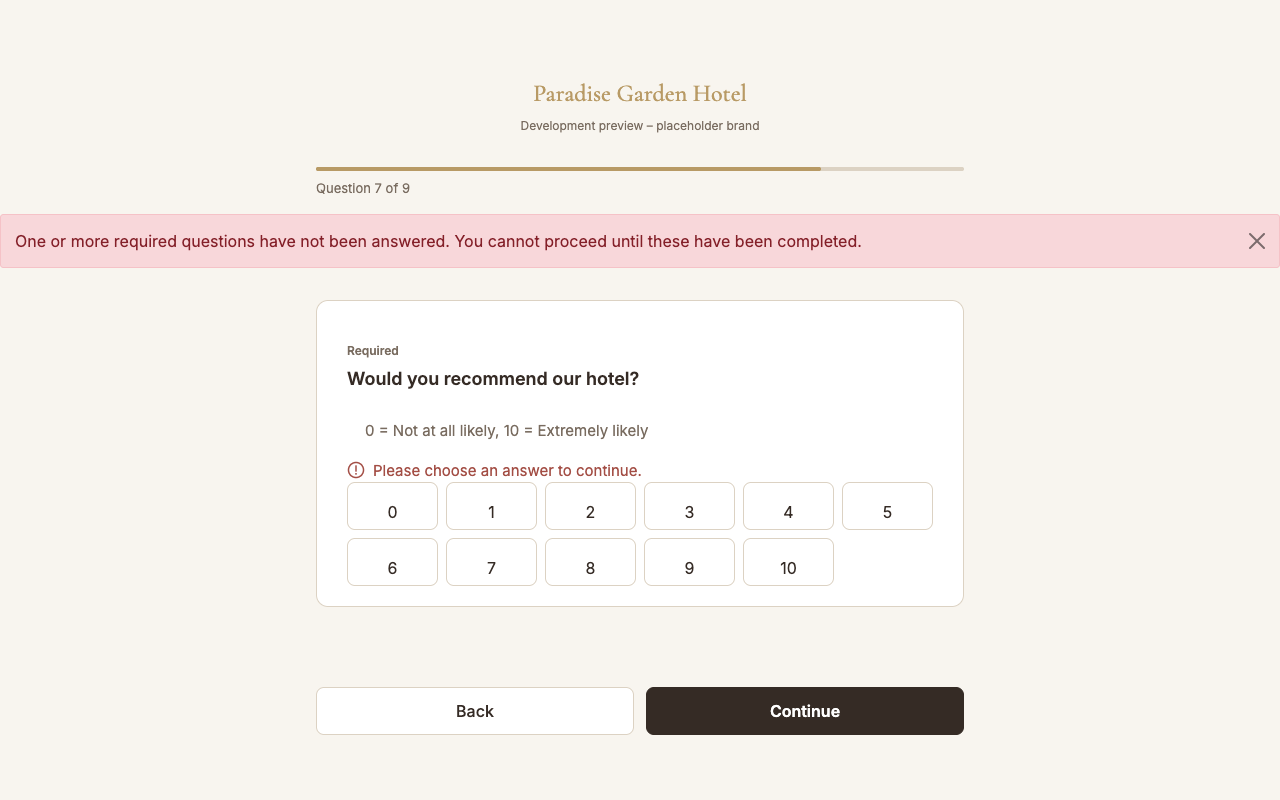 Paradise Garden Hotel
Development preview – placeholder brand
Question 7 of 9
One or more required questions have not been answered. You cannot proceed until these have been completed.
Required
Would you recommend our hotel?
0 = Not at all likely, 10 = Extremely likely
Please choose an answer to continue.
0 1 2 3 4 5
6 7 8 9 10
Back Continue